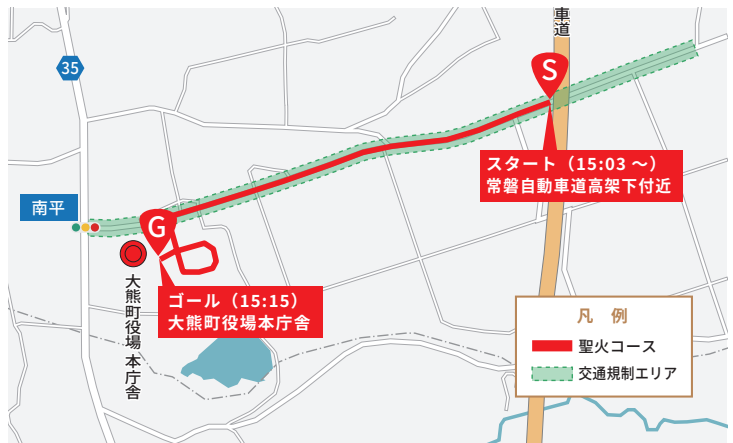 車道
35
S
スタート（15:03 ～）
常磐自動車道高架下付近
南平
G
大熊町役場 本庁舎
ゴール（15:15）
大熊町役場本庁舎
凡 例
聖火コース
交通規制エリア